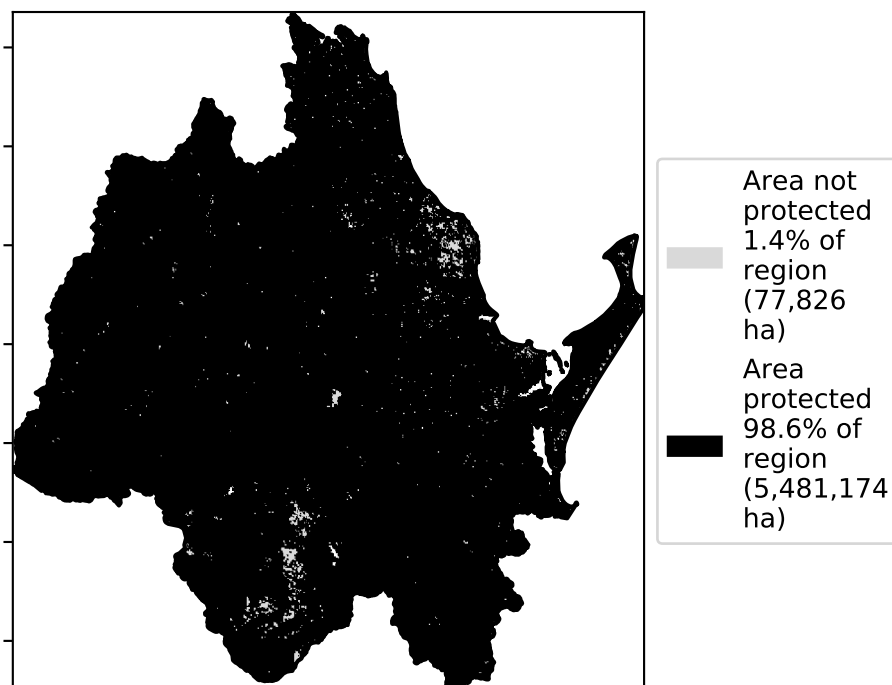 Area not
protected
1.4% of
region
(77,826
ha)
Area
protected
98.6% of
region
(5,481,174
ha)